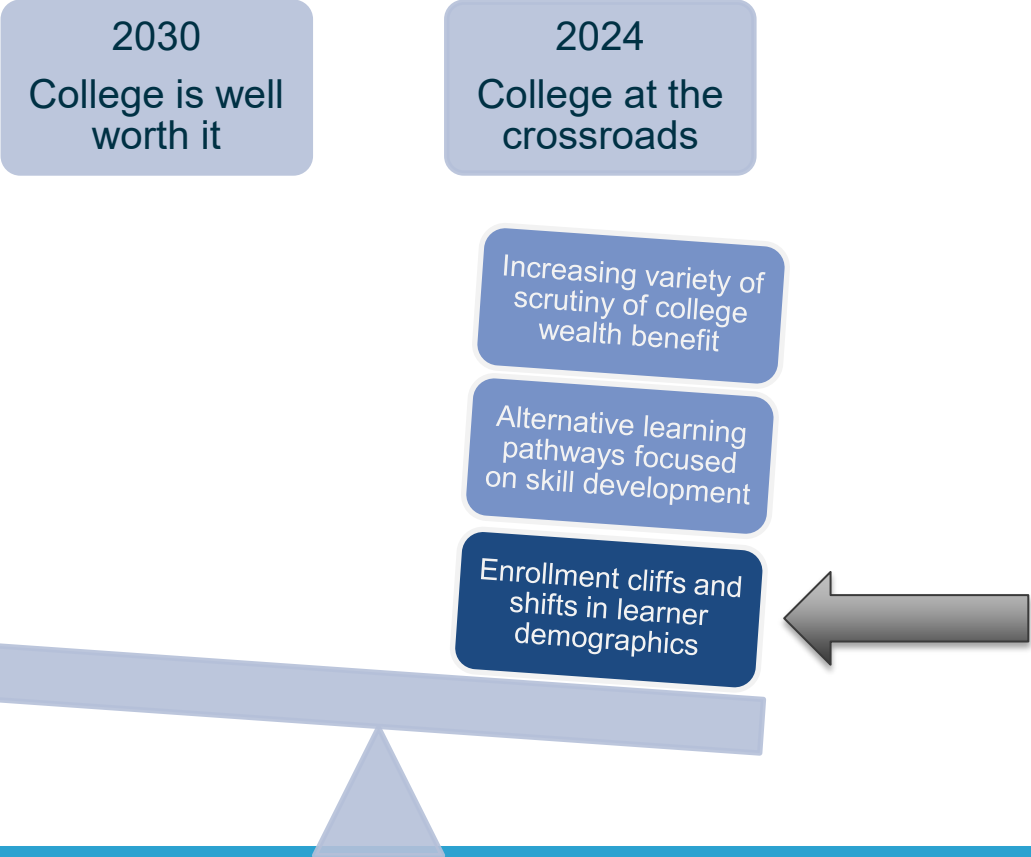 2030
College is well
worth it
2024
College at the
crossroads
Increasing variety of
scrutiny of college
wealth benefit
Alternative learning
pathways focused
on skill development
Enrollment cliffs and
shifts in learner
demographics